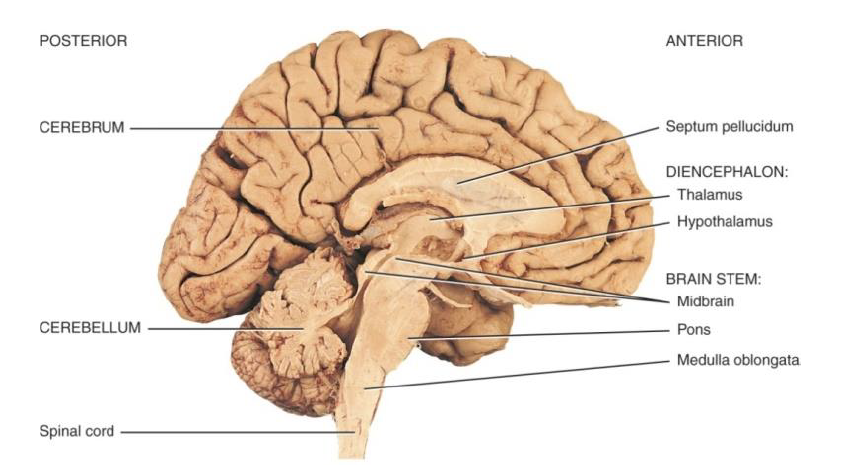 POSTERIOR
ANTERIOR
CEREBRUM
Septum pellucidum
DIENCEPHALON:
Thalamus
Hypothalamus
BRAIN STEM:
Midbrain
CEREBELLUM
Pons
Medulla oblongata
Spinal cord